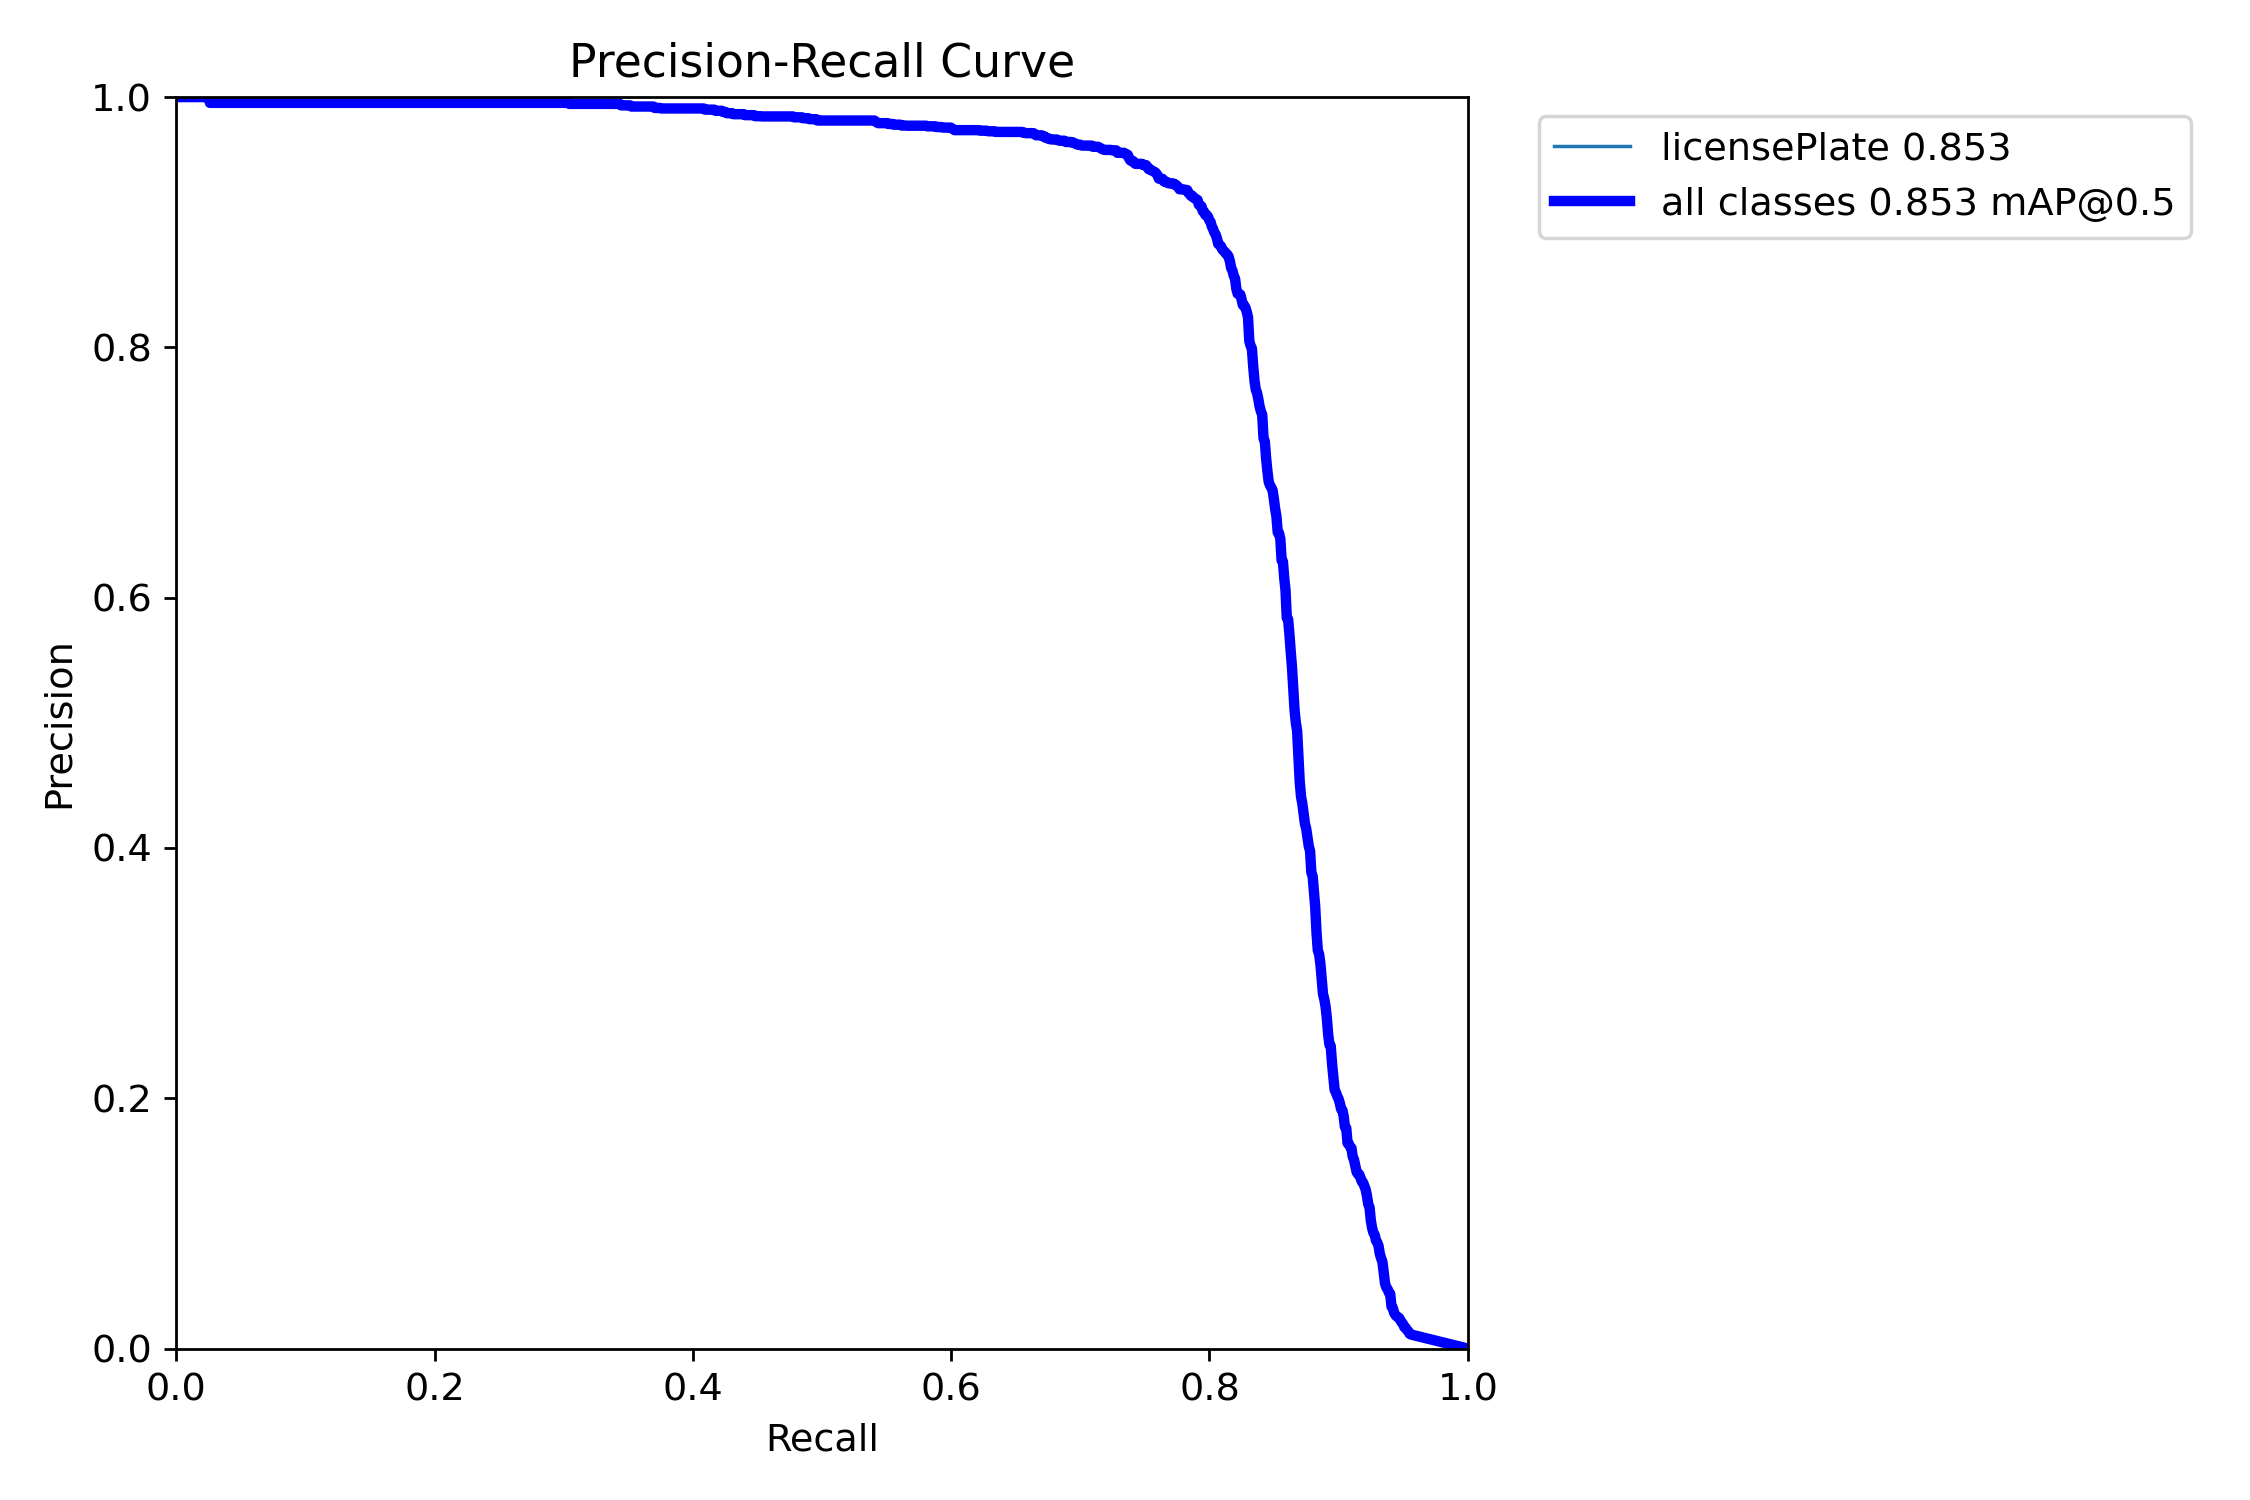 Precision-Recall Curve
licensePlate 0.853
all classes 0.853 mAP@0.5
Precision
1.0
0.8
0.6
0.4
0.2
0.0
0.0 0.2 0.4 0.6 0.8 1.0
Recall